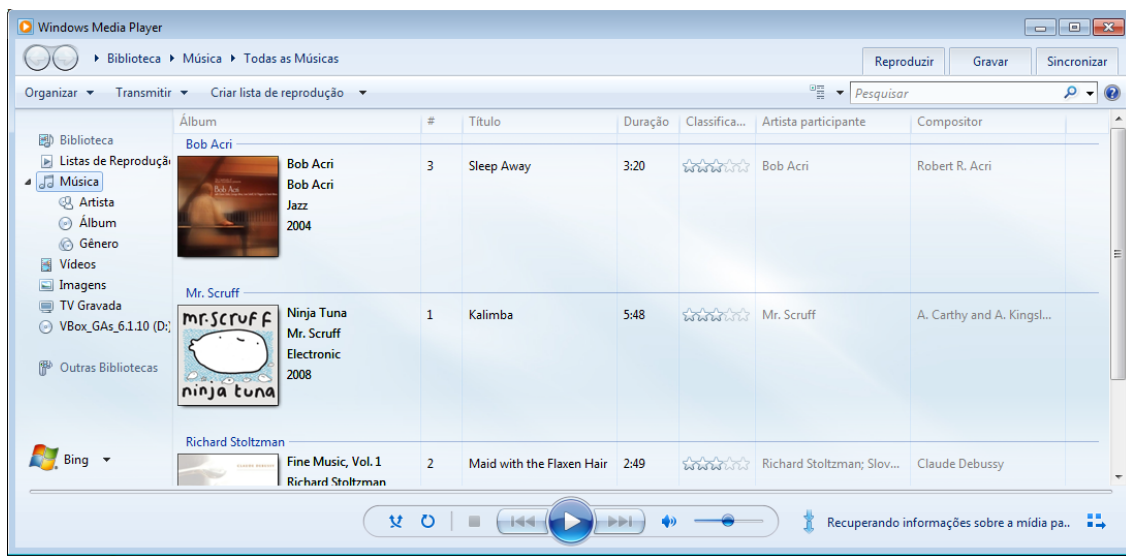 Windows Media Player
Biblioteca Música Todas as Músicas
Reproduzir Gravar Sincronizar
Organizar Transmitir Criar lista de reprodução Pesquisar
Álbum # Título Duração Classifica... Artista participante Compositor
Biblioteca
Listas de Reproduçã
Música
Artista
Álbum
Gênero
Vídeos
Imagens
TV Gravada
VBox_GAs_6.1.10 (D:)
Outras Bibliotecas
Bing
Bob Acri
Bob Acri
Bob Acri 3 Sleep Away 3:20 Bob Acri Robert R. Acri
Bob Acri
Jazz
2004
Mr. Scruff
mr.scruff
ninja tuna
Ninja Tuna 1 Kalimba 5:48 Mr. Scruff A. Carthy and A. Kingsl...
Mr. Scruff
Electronic
2008
Richard Stoltzman
Fine Music, Vol. 1 2 Maid with the Flaxen Hair 2:49 Richard Stoltzman; Slov... Claude Debussy
Richard Stoltzman
Recuperando informações sobre a mídia pa..